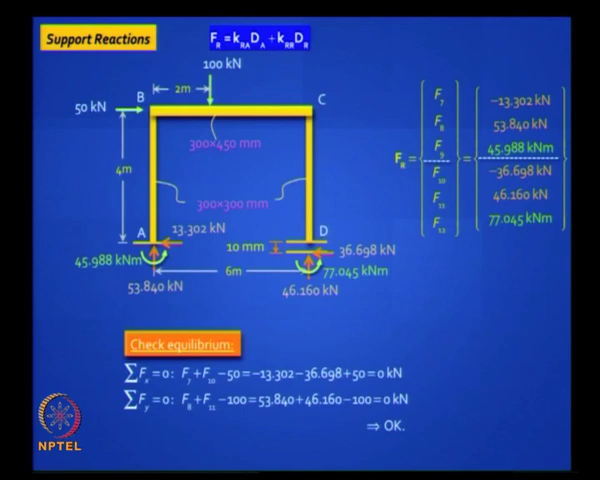 Support Reactions
F_R = k_RA D_A + k_RR D_R
100 kN
2m
B
C
50 kN
300×450 mm
4m
300×300 mm
A
D
13.302 kN
10 mm
36.698 kN
45.988 kNm
77.045 kNm
6m
53.840 kN
46.160 kN
F_R =
F_7
F_8
F_9
F_10
F_11
F_12
=
-13.302 kN
53.840 kN
45.988 kNm
-36.698 kN
46.160 kN
77.045 kNm
Check equilibrium:
∑F_x = 0: F_7 + F_10 - 50 = -13.302 - 36.698 + 50 = 0 kN
∑F_y = 0: F_8 + F_11 - 100 = 53.840 + 46.160 - 100 = 0 kN
⇒ OK.
NPTEL